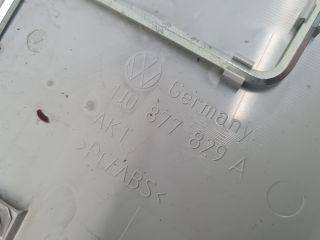 Germany
1J0 877 829 A
AKT
>PC/ABS<